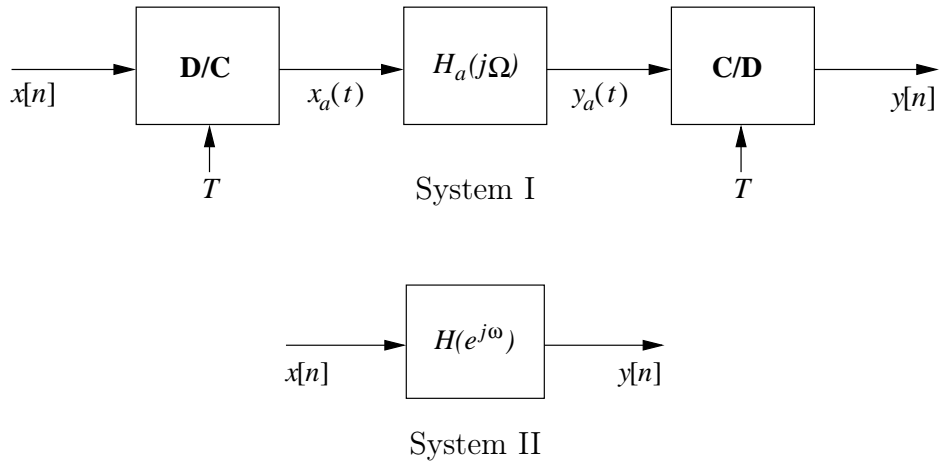 D/C
H_a(jΩ)
C/D
x[n]
x_a(t)
y_a(t)
y[n]
T
T
System I
H(e^{jω})
x[n]
y[n]
System II